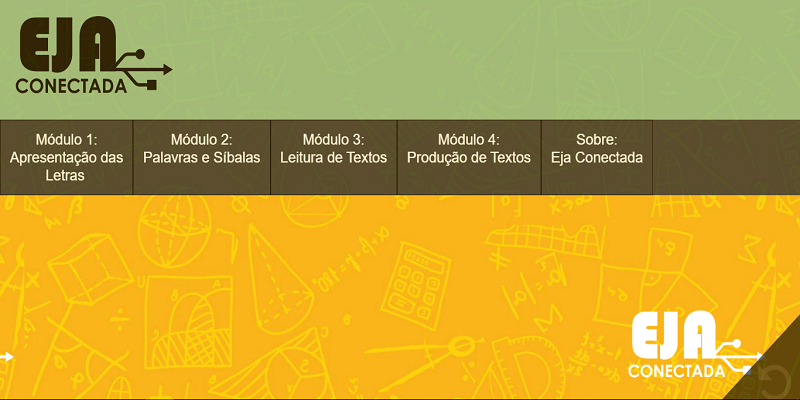 EJA
CONECTADA
Módulo 1:
Apresentação das
Letras
Módulo 2:
Palavras e Síbalas
Módulo 3:
Leitura de Textos
Módulo 4:
Produção de Textos
Sobre:
Eja Conectada
EJA
CONECTADA